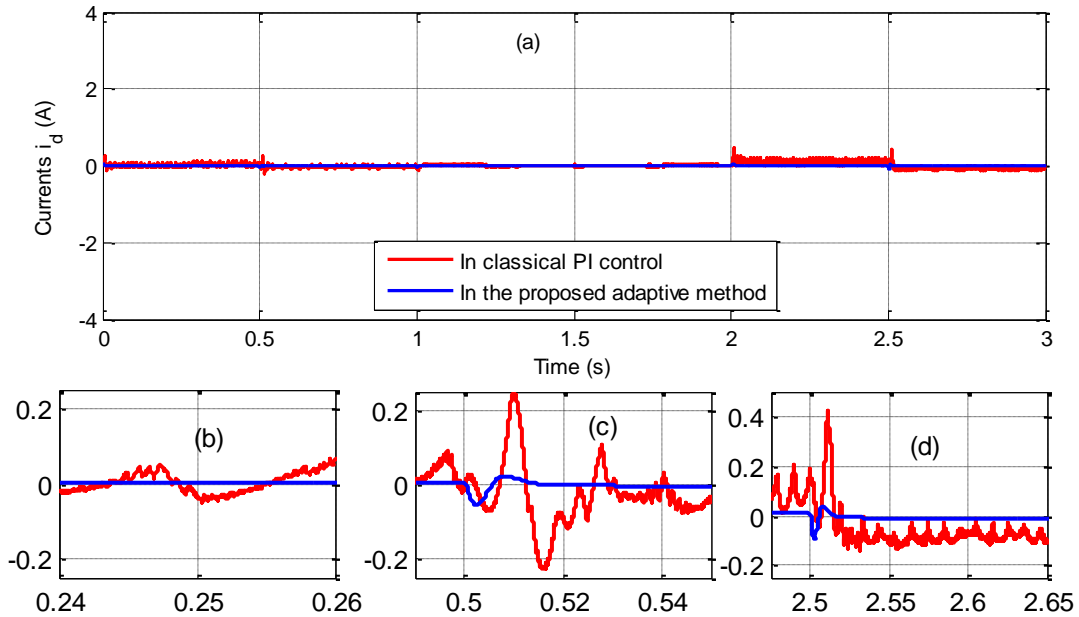 4
(a)
2
0
-2
-4
Currents i_d (A)
In classical PI control
In the proposed adaptive method
0 0.5 1 1.5 2 2.5 3
Time (s)
0.2
0
-0.2
(b)
0.24 0.25 0.26
0.2
0
-0.2
(c)
0.5 0.52 0.54
0.4
0.2
0
-0.2
(d)
2.5 2.55 2.6 2.65